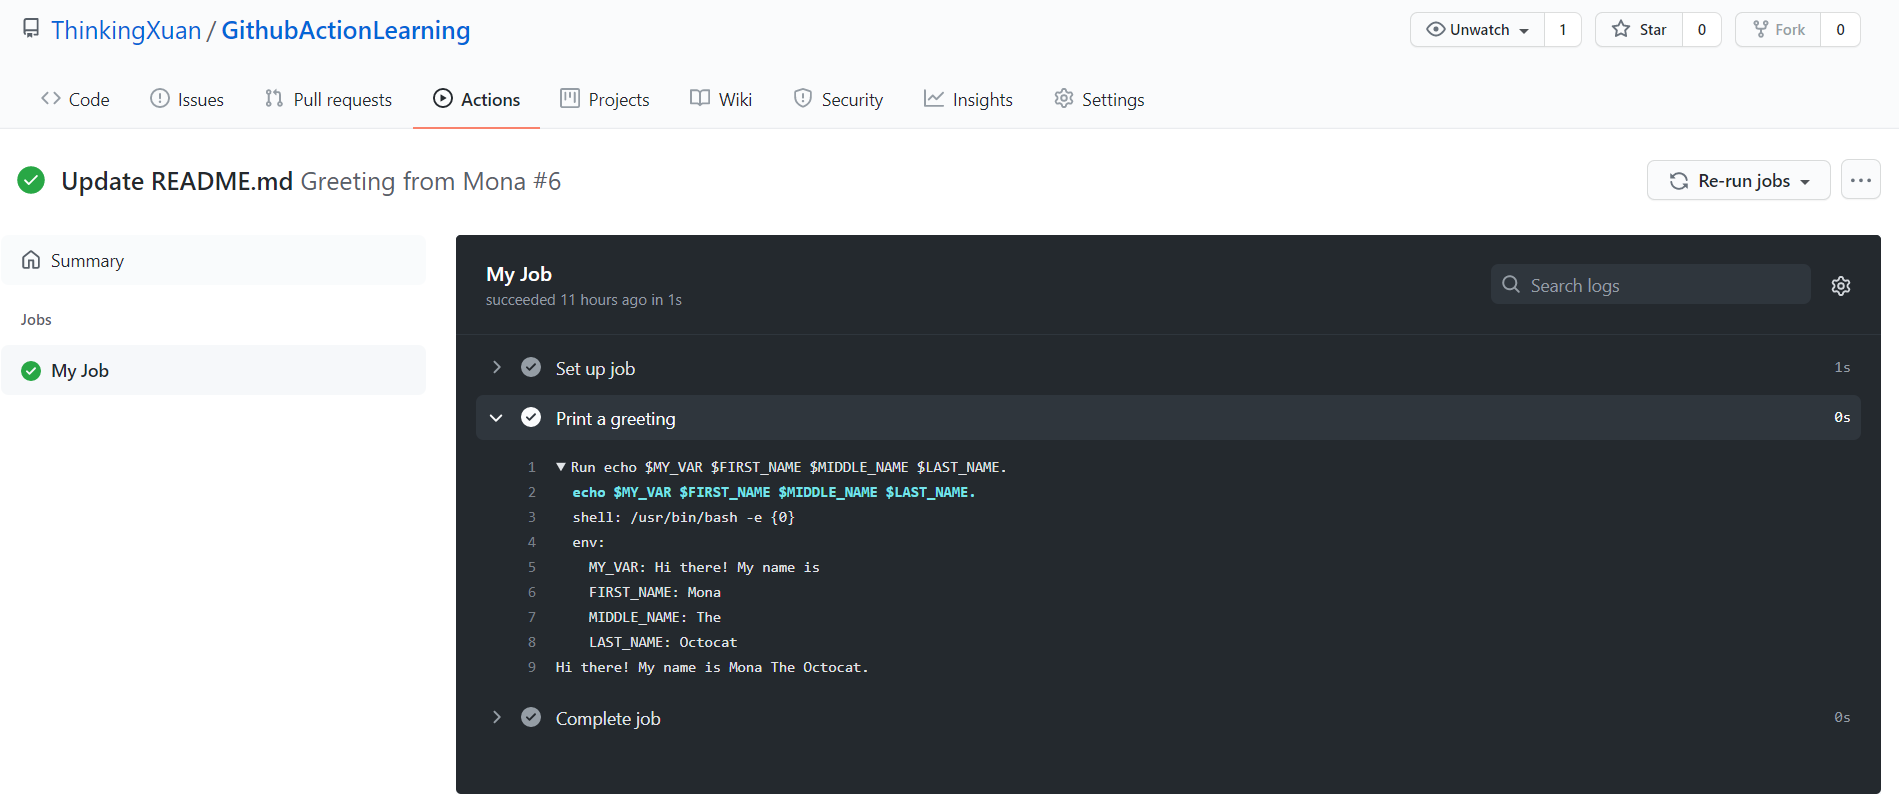 ThinkingXuan / GithubActionLearning
Unwatch 1 Star 0 Fork 0
Code Issues Pull requests Actions Projects Wiki Security Insights Settings
Update README.md Greeting from Mona #6
Re-run jobs
Summary
Jobs
My Job
My Job
succeeded 11 hours ago in 1s
Search logs
Set up job 1s
Print a greeting 0s
1 ▼ Run echo $MY_VAR $FIRST_NAME $MIDDLE_NAME $LAST_NAME.
2 echo $MY_VAR $FIRST_NAME $MIDDLE_NAME $LAST_NAME.
3 shell: /usr/bin/bash -e {0}
4 env:
5 MY_VAR: Hi there! My name is
6 FIRST_NAME: Mona
7 MIDDLE_NAME: The
8 LAST_NAME: Octocat
9 Hi there! My name is Mona The Octocat.
Complete job 0s